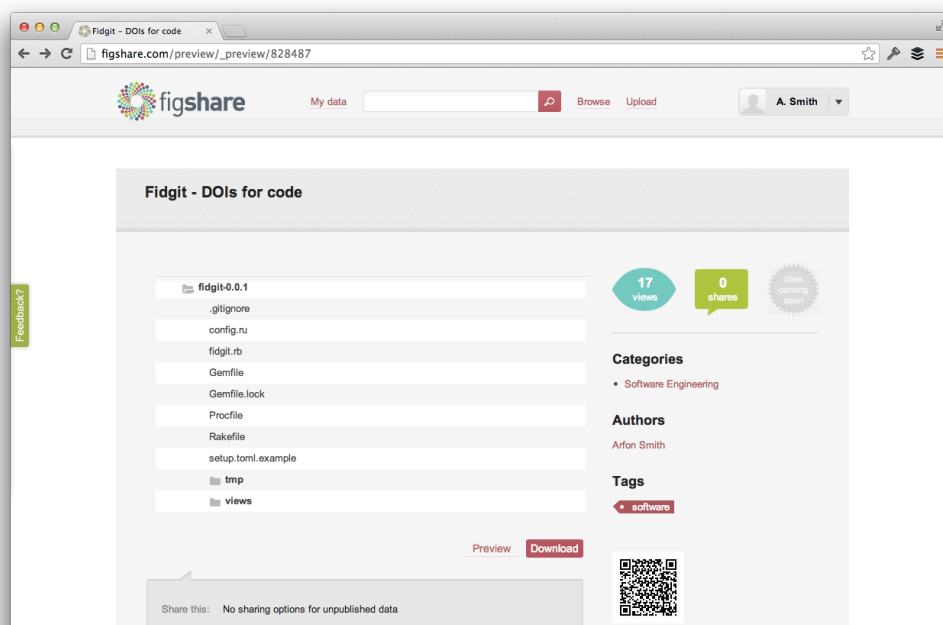 Fidgit - DOIs for code
figshare.com/preview/_preview/828487
figshare
My data
Browse
Upload
A. Smith
Fidgit - DOIs for code
Feedback?
fidgit-0.0.1
.gitignore
config.ru
fidgit.rb
Gemfile
Gemfile.lock
Procfile
Rakefile
setup.toml.example
tmp
views
Preview
Download
Share this: No sharing options for unpublished data
17
views
0
shares
cites
coming
soon
Categories
• Software Engineering
Authors
Arfon Smith
Tags
software